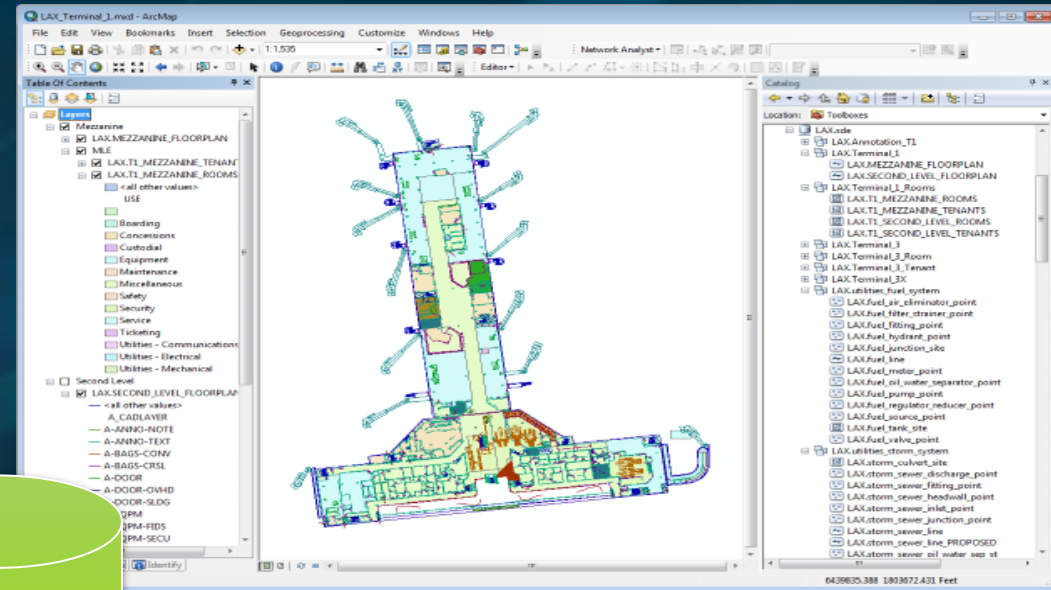 LAX_Terminal_1.mxd - ArcMap
File Edit View Bookmarks Insert Selection Geoprocessing Customize Windows Help
1:1,535
Network Analyst
Editor
Table Of Contents
Layers
Mezzanine
LAX.MEZZANINE_FLOORPLAN
MLE
LAX.T1_MEZZANINE_TENAN
LAX.T1_MEZZANINE_ROOMS
<all other values>
USE
Boarding
Concessions
Custodial
Equipment
Maintenance
Miscellaneous
Safety
Security
Service
Ticketing
Utilities - Communications
Utilities - Electrical
Utilities - Mechanical
Second Level
LAX.SECOND_LEVEL_FLOORPLAN
<all other values>
A_CADLAYER
A-ANNO-NOTE
A-ANNO-TEXT
A-BAGS-CONV
A-BAGS-CRSL
A-DOOR
A-DOOR-OVHD
-DOOR-SLDG
QPM
QPM-FIDS
QPM-SECU
Identify
Catalog
Location: Toolboxes
LAX.sde
LAX.Annotation_T1
LAX.Terminal_1
LAX.MEZZANINE_FLOORPLAN
LAX.SECOND_LEVEL_FLOORPLAN
LAX.Terminal_1_Rooms
LAX.T1_MEZZANINE_ROOMS
LAX.T1_MEZZANINE_TENANTS
LAX.T1_SECOND_LEVEL_ROOMS
LAX.T1_SECOND_LEVEL_TENANTS
LAX.Terminal_3
LAX.Terminal_3_Room
LAX.Terminal_3_Tenant
LAX.Terminal_3X
LAX.utilities_fuel_system
LAX.fuel_air_eliminator_point
LAX.fuel_filter_strainer_point
LAX.fuel_fitting_point
LAX.fuel_hydrant_point
LAX.fuel_junction_site
LAX.fuel_line
LAX.fuel_meter_point
LAX.fuel_oil_water_separator_point
LAX.fuel_pump_point
LAX.fuel_regulator_reducer_point
LAX.fuel_source_point
LAX.fuel_tank_site
LAX.fuel_valve_point
LAX.utilities_storm_system
LAX.storm_culvert_site
LAX.storm_sewer_discharge_point
LAX.storm_sewer_fitting_point
LAX.storm_sewer_headwall_point
LAX.storm_sewer_inlet_point
LAX.storm_sewer_junction_point
LAX.storm_sewer_line
LAX.storm_sewer_line_PROPOSED
LAX.storm_sewer_oil_water_sep_st
6439835.388 1803672.431 Feet